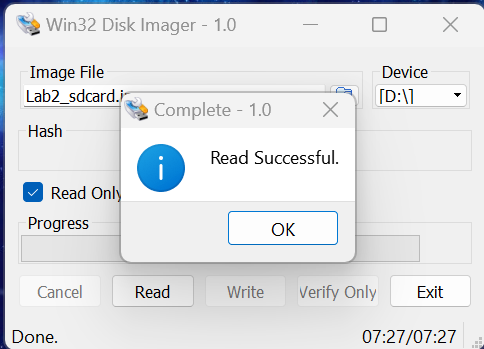 Win32 Disk Imager - 1.0
Image File
Device
Lab2_sdcard.i
[D:\]
Complete - 1.0
Hash
Read Successful.
Read Only
Progress
OK
Cancel
Read
Write
Verify Only
Exit
Done.
07:27/07:27